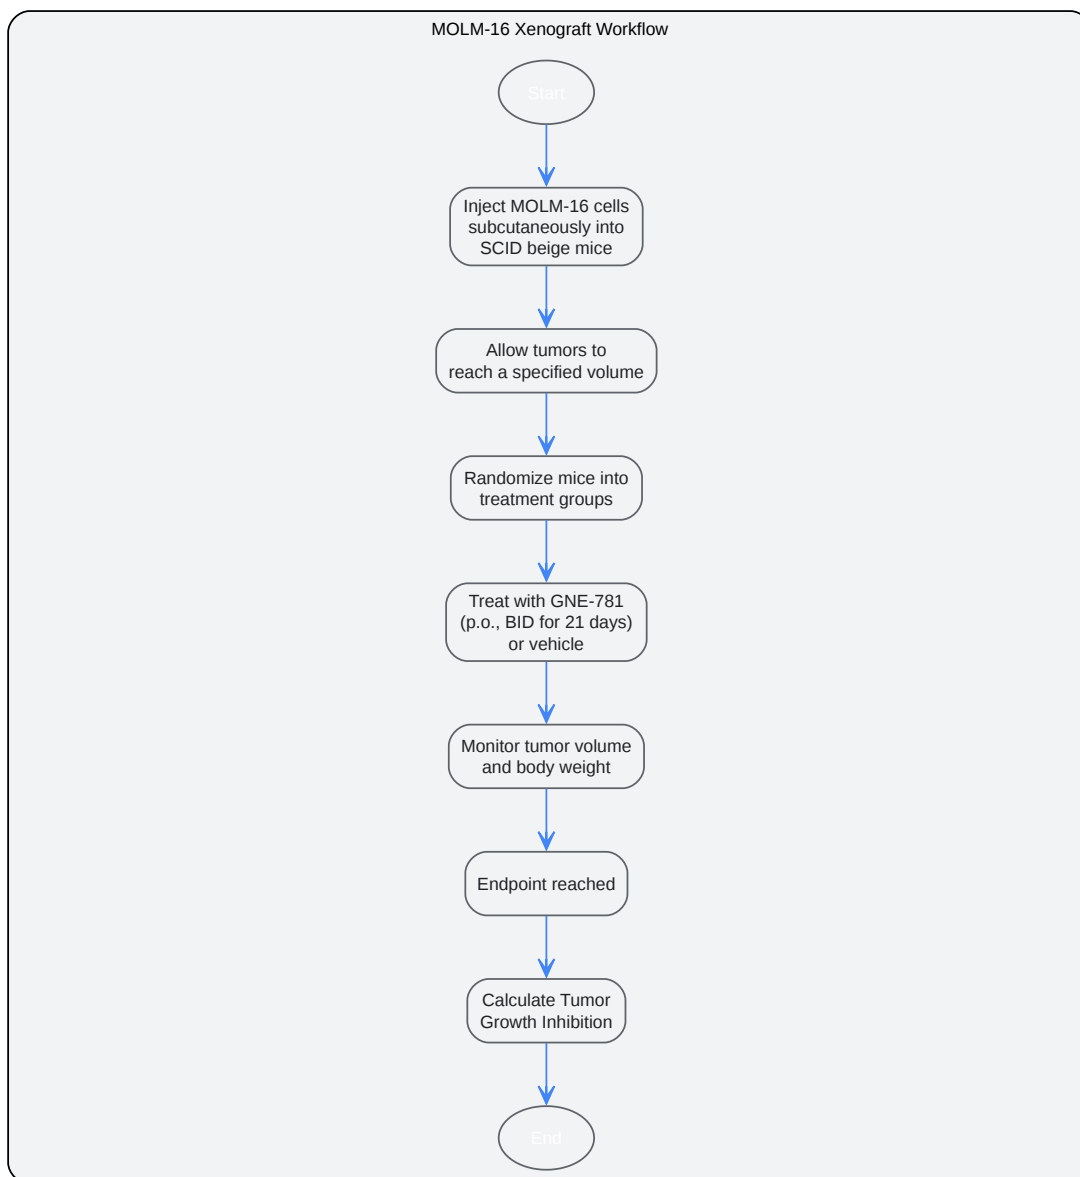 MOLM-16 Xenograft Workflow
Start
Inject MOLM-16 cells
subcutaneously into
SCID beige mice
Allow tumors to
reach a specified volume
Randomize mice into
treatment groups
Treat with GNE-781
(p.o., BID for 21 days)
or vehicle
Monitor tumor volume
and body weight
Endpoint reached
Calculate Tumor
Growth Inhibition
End